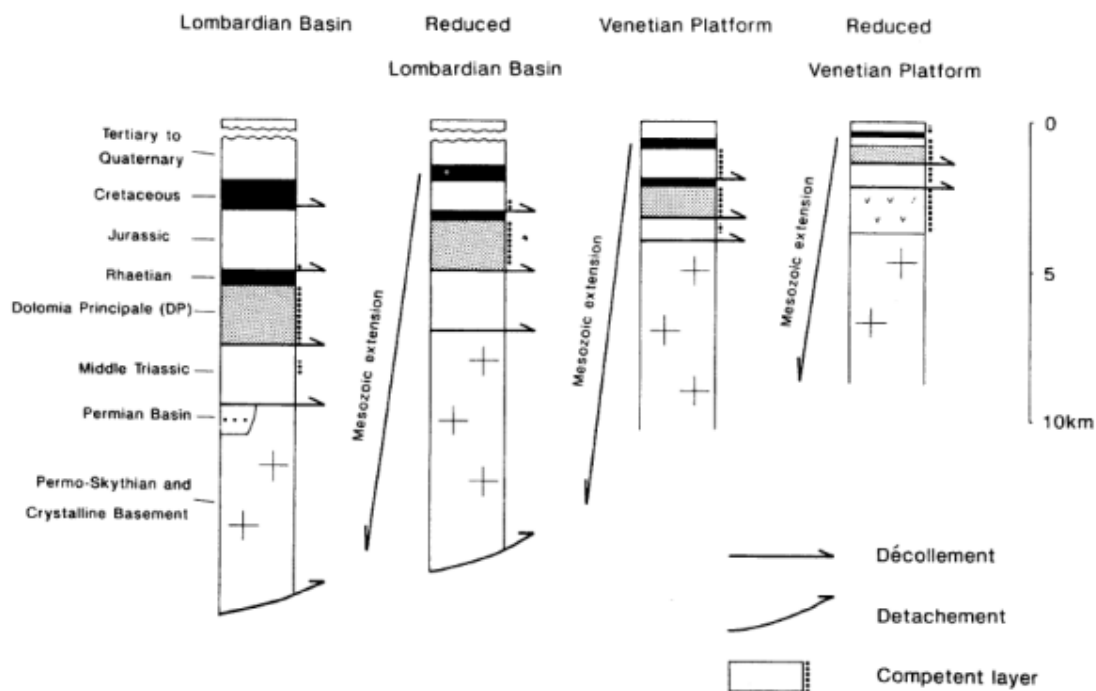 Lombardian Basin
Reduced
Lombardian Basin
Venetian Platform
Reduced
Venetian Platform
Tertiary to
Quaternary
Cretaceous
Jurassic
Rhaetian
Dolomia Principale (DP)
Middle Triassic
Permian Basin
Permo-Skythian and
Crystalline Basement
Mesozoic extension
Mesozoic extension
Mesozoic extension
0
5
10km
Décollement
Detachement
Competent layer